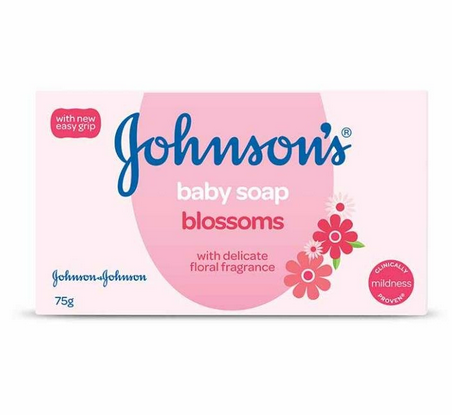 with new
easy grip
Johnson's®
baby soap
blossoms
with delicate
floral fragrance
Johnson & Johnson
75g
CLINICALLY
mildness
PROVEN®